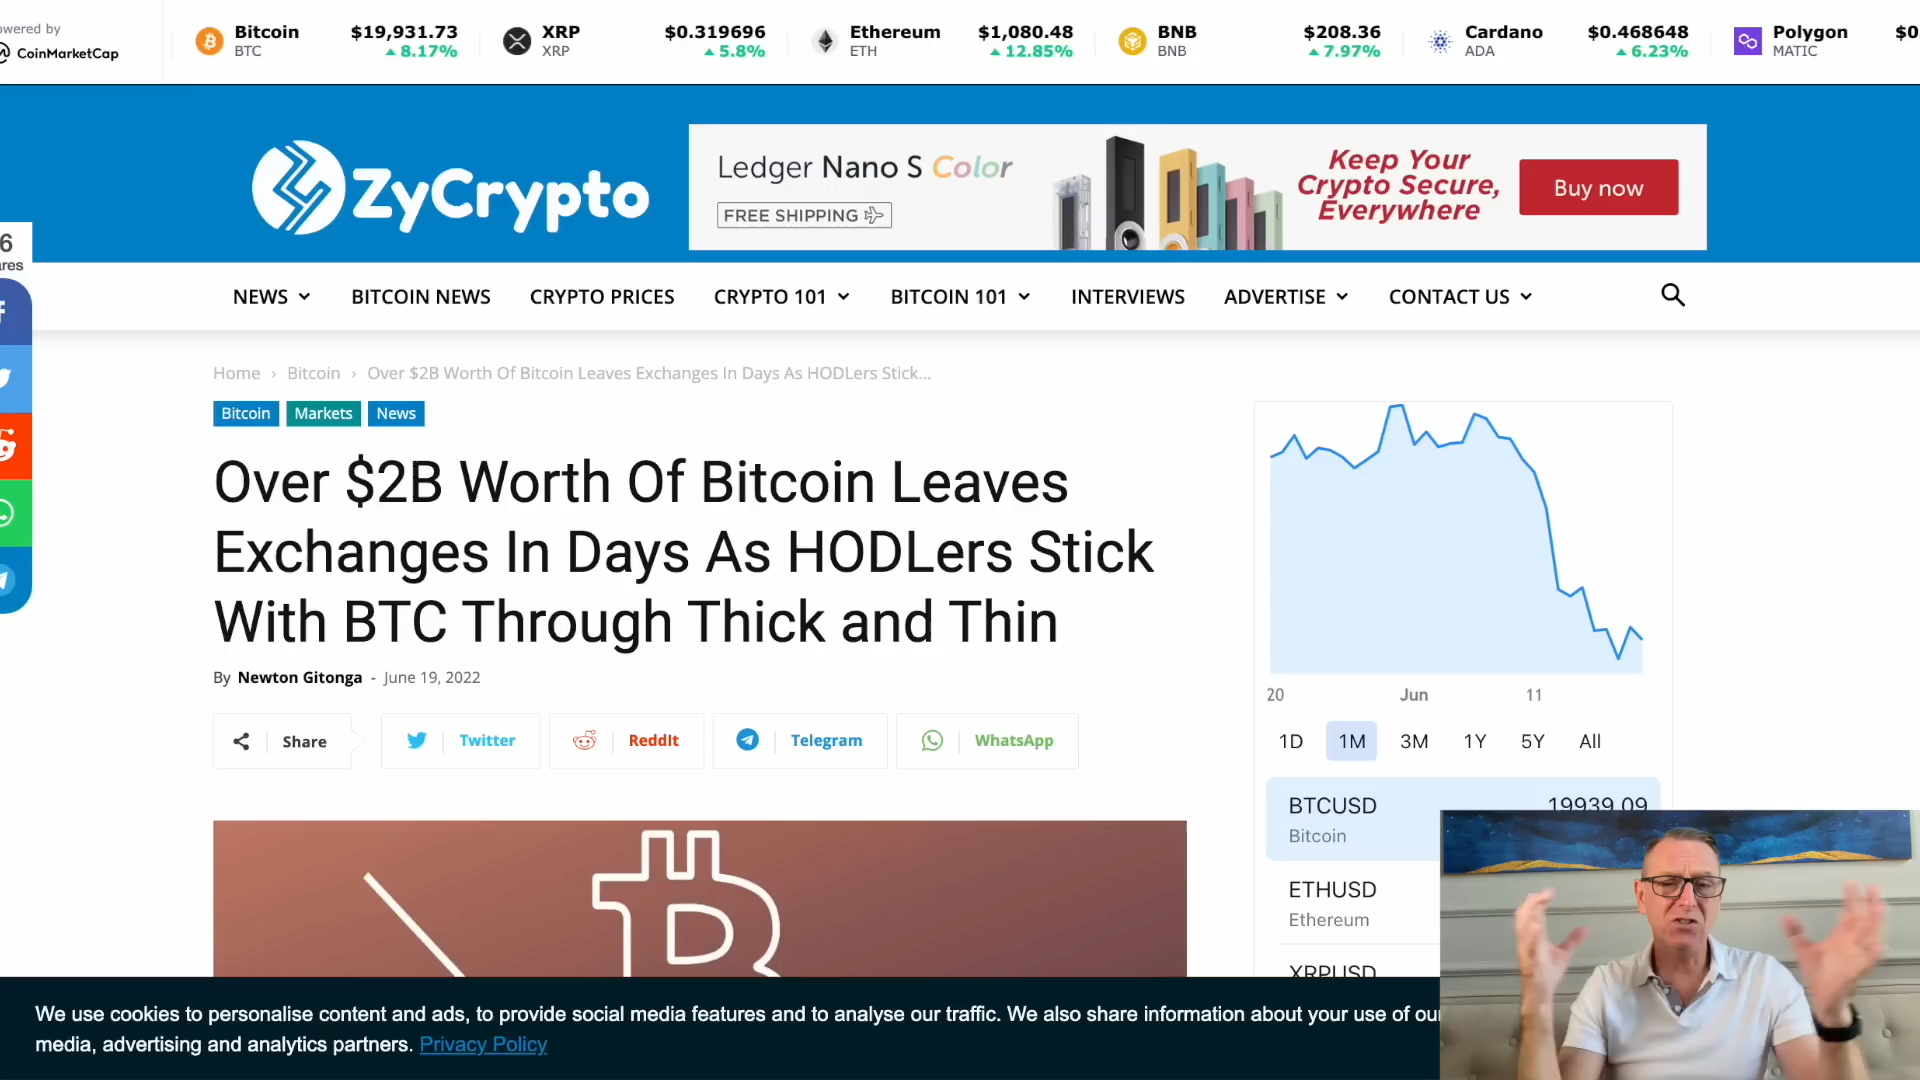 owered by
CoinMarketCap
Bitcoin $19,931.73
BTC 8.17%
XRP $0.319696
XRP 5.8%
Ethereum $1,080.48
ETH 12.85%
BNB $208.36
BNB 7.97%
Cardano $0.468648
ADA 6.23%
Polygon $0
MATIC
ZyCrypto
Ledger Nano S Color
FREE SHIPPING
Keep Your
Crypto Secure,
Everywhere
Buy now
6
ares
NEWS BITCOIN NEWS CRYPTO PRICES CRYPTO 101 BITCOIN 101 INTERVIEWS ADVERTISE CONTACT US
Home › Bitcoin › Over $2B Worth Of Bitcoin Leaves Exchanges In Days As HODLers Stick...
Bitcoin Markets News
Over $2B Worth Of Bitcoin Leaves
Exchanges In Days As HODLers Stick
With BTC Through Thick and Thin
By Newton Gitonga - June 19, 2022
Share Twitter ReddIt Telegram WhatsApp
20 Jun 11
1D 1M 3M 1Y 5Y All
BTCUSD 19939.09
Bitcoin
ETHUSD
Ethereum
XRPUSD
We use cookies to personalise content and ads, to provide social media features and to analyse our traffic. We also share information about your use of ou
media, advertising and analytics partners. Privacy Policy